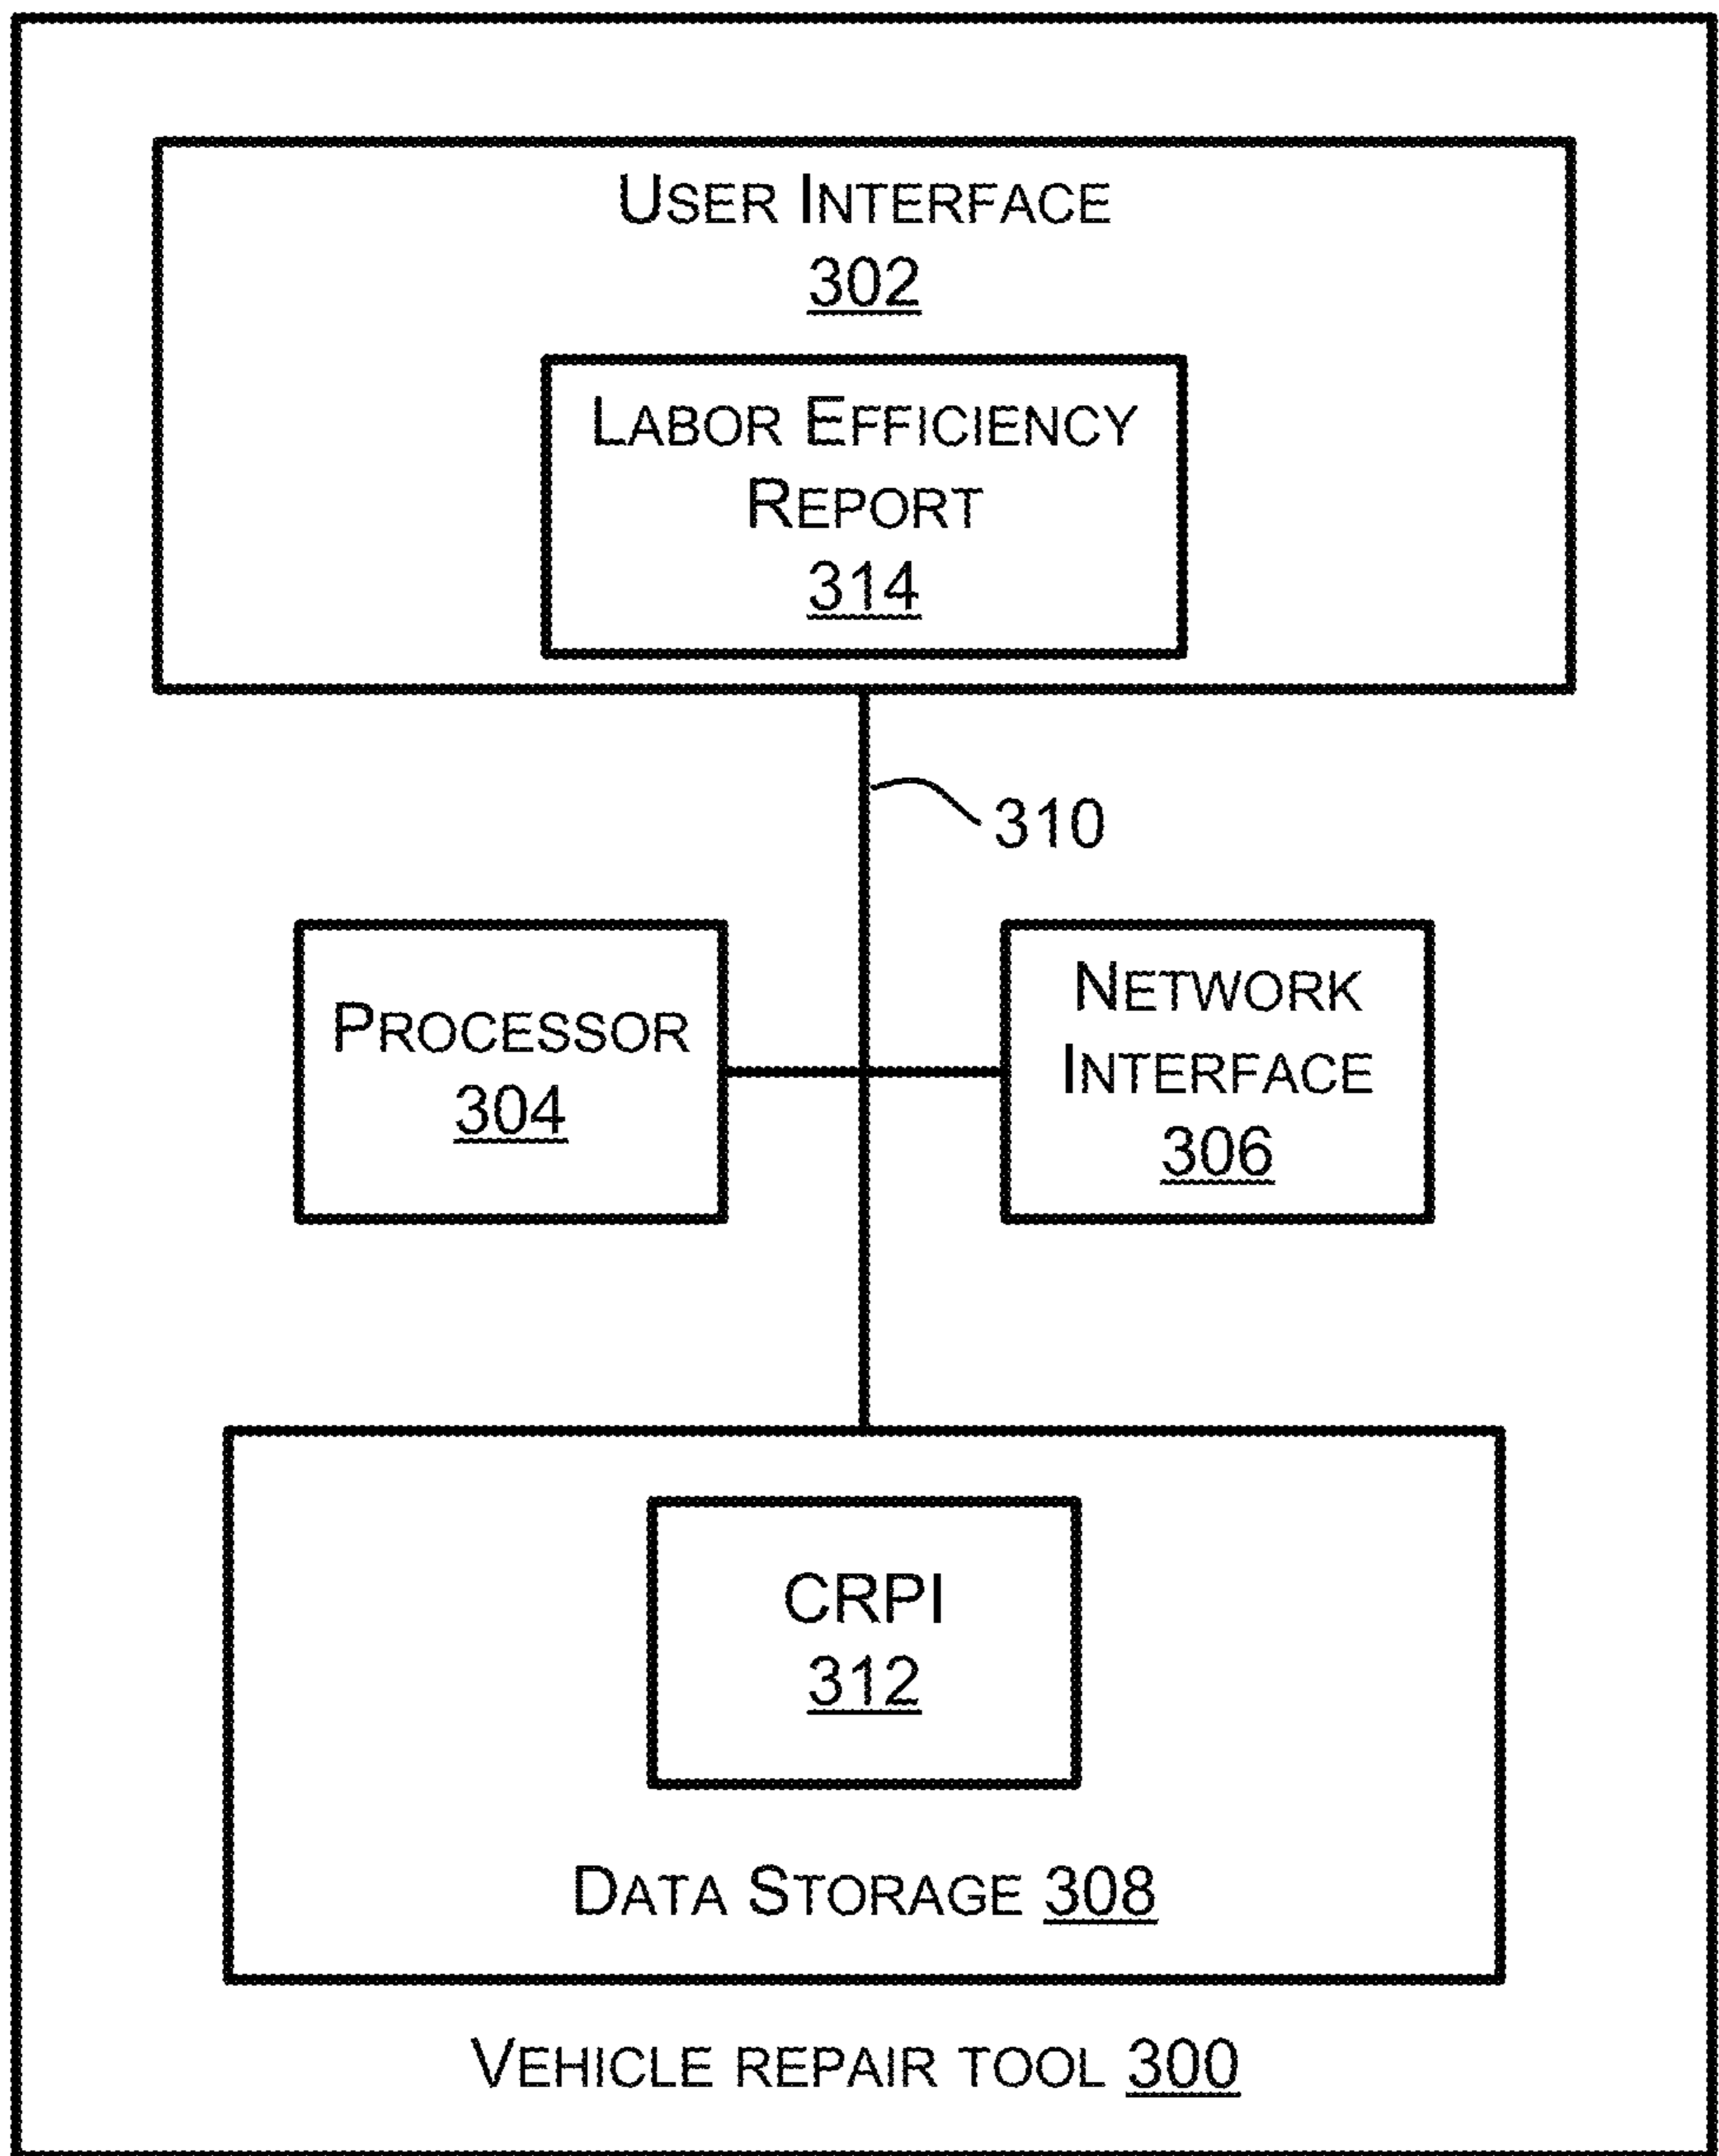 USER INTERFACE
302
LABOR EFFICIENCY
REPORT
314
310
PROCESSOR
304
NETWORK
INTERFACE
306
CRPI
312
DATA STORAGE 308
VEHICLE REPAIR TOOL 300